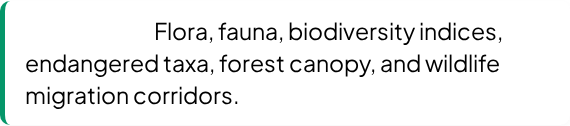 Flora, fauna, biodiversity indices,
endangered taxa, forest canopy, and wildlife
migration corridors.